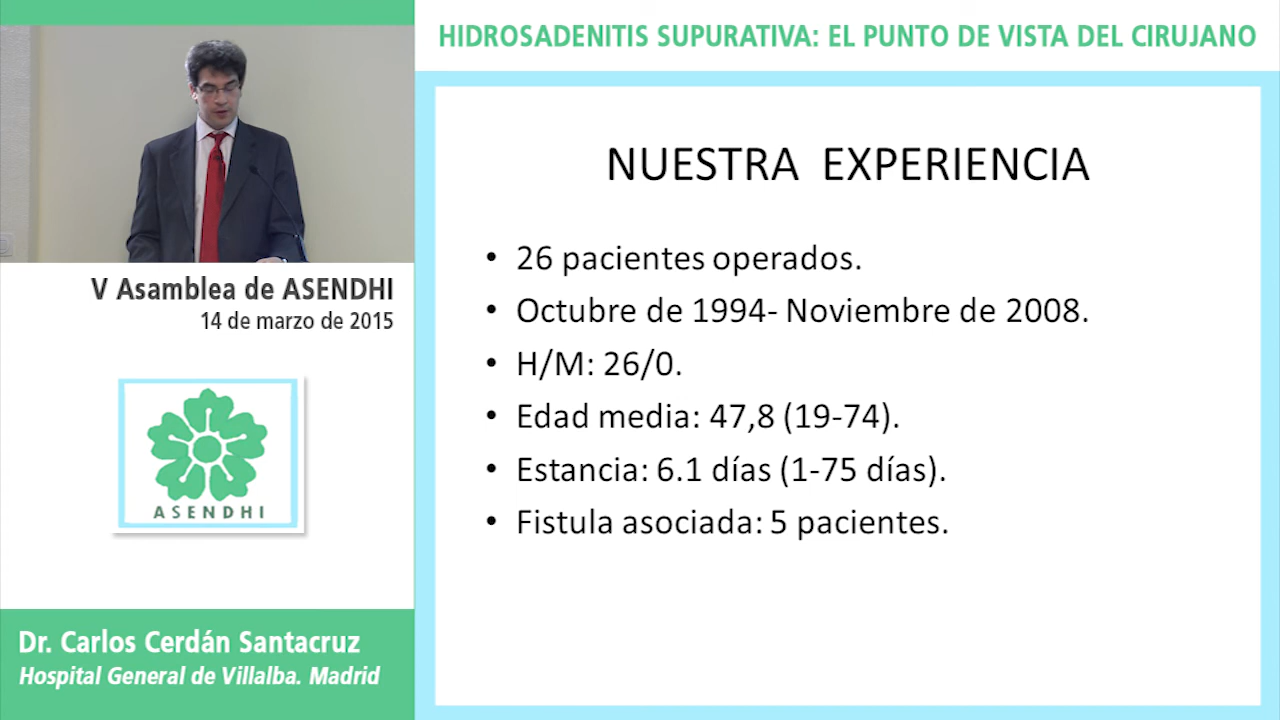 HIDROSADENITIS SUPURATIVA: EL PUNTO DE VISTA DEL CIRUJANO
V Asamblea de ASENDHI
14 de marzo de 2015
ASENDHI
Dr. Carlos Cerdán Santacruz
Hospital General de Villalba. Madrid
NUESTRA EXPERIENCIA
• 26 pacientes operados.
• Octubre de 1994- Noviembre de 2008.
• H/M: 26/0.
• Edad media: 47,8 (19-74).
• Estancia: 6.1 días (1-75 días).
• Fistula asociada: 5 pacientes.